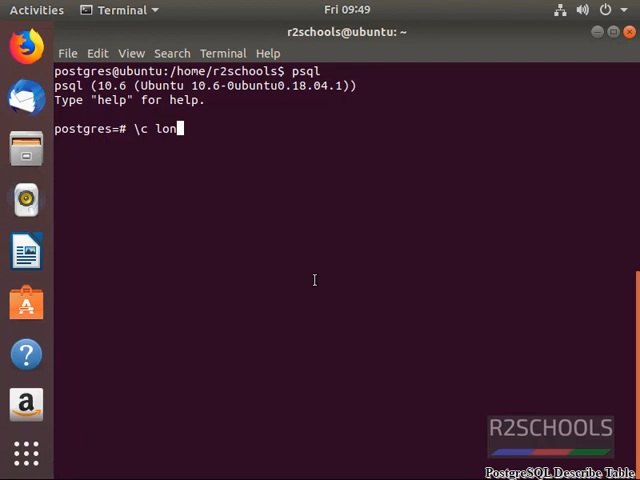 Activities
Terminal
Fri 09:49
r2schools@ubuntu: ~
File Edit View Search Terminal Help
postgres@ubuntu:/home/r2schools$ psql
psql (10.6 (Ubuntu 10.6-0ubuntu0.18.04.1))
Type "help" for help.
postgres=# \c lon
R2SCHOOLS
PostgreSQL Describe Table